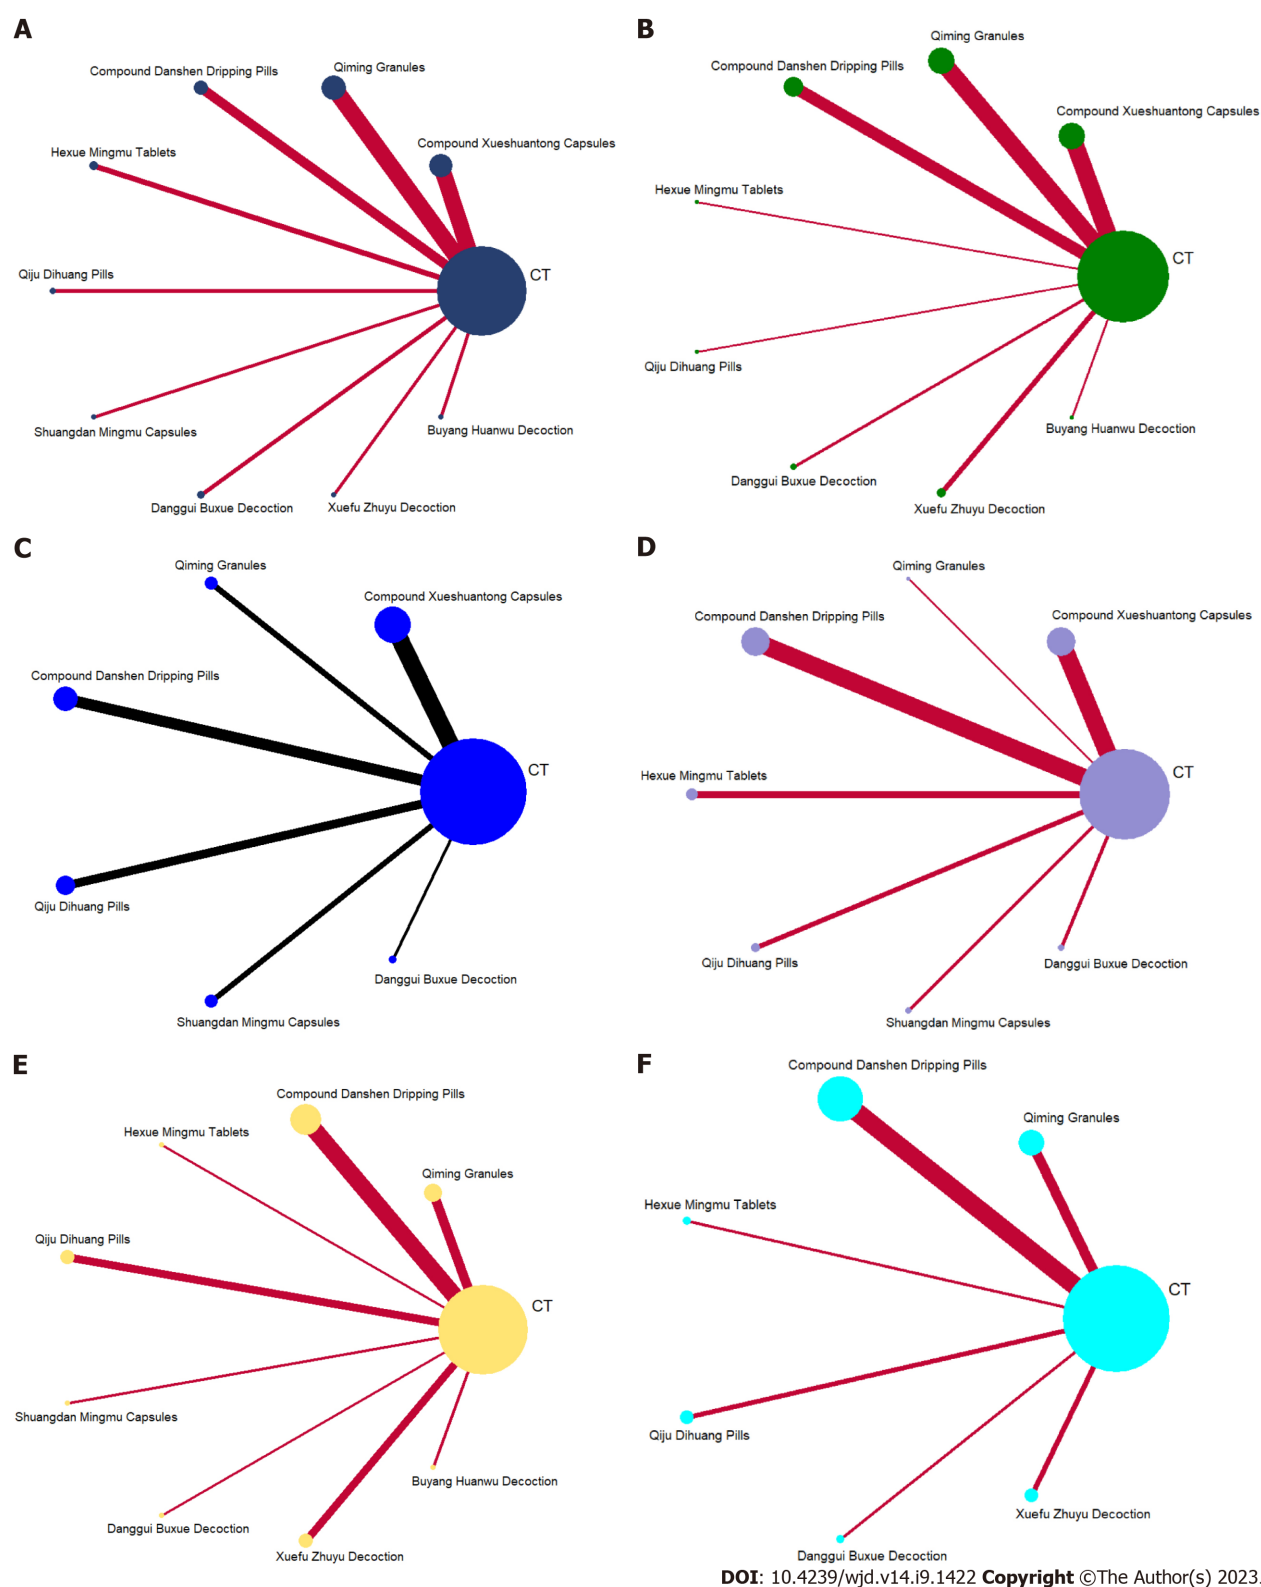 A
Qiming Granules
Compound Danshen Dripping Pills
Compound Xueshuantong Capsules
Hexue Mingmu Tablets
Qiju Dihuang Pills
CT
Shuangdan Mingmu Capsules
Buyang Huanwu Decoction
Danggui Buxue Decoction
Xuefu Zhuyu Decoction
B
Qiming Granules
Compound Danshen Dripping Pills
Compound Xueshuantong Capsules
Hexue Mingmu Tablets
CT
Qiju Dihuang Pills
Buyang Huanwu Decoction
Danggui Buxue Decoction
Xuefu Zhuyu Decoction
C
Qiming Granules
Compound Xueshuantong Capsules
Compound Danshen Dripping Pills
CT
Qiju Dihuang Pills
Danggui Buxue Decoction
Shuangdan Mingmu Capsules
D
Qiming Granules
Compound Danshen Dripping Pills
Compound Xueshuantong Capsules
Hexue Mingmu Tablets
CT
Qiju Dihuang Pills
Danggui Buxue Decoction
Shuangdan Mingmu Capsules
E
Compound Danshen Dripping Pills
Hexue Mingmu Tablets
Qiming Granules
Qiju Dihuang Pills
CT
Shuangdan Mingmu Capsules
Buyang Huanwu Decoction
Danggui Buxue Decoction
Xuefu Zhuyu Decoction
F
Compound Danshen Dripping Pills
Qiming Granules
Hexue Mingmu Tablets
CT
Qiju Dihuang Pills
Xuefu Zhuyu Decoction
Danggui Buxue Decoction
DOI: 10.4239/wjd.v14.i9.1422 Copyright ©The Author(s) 2023.